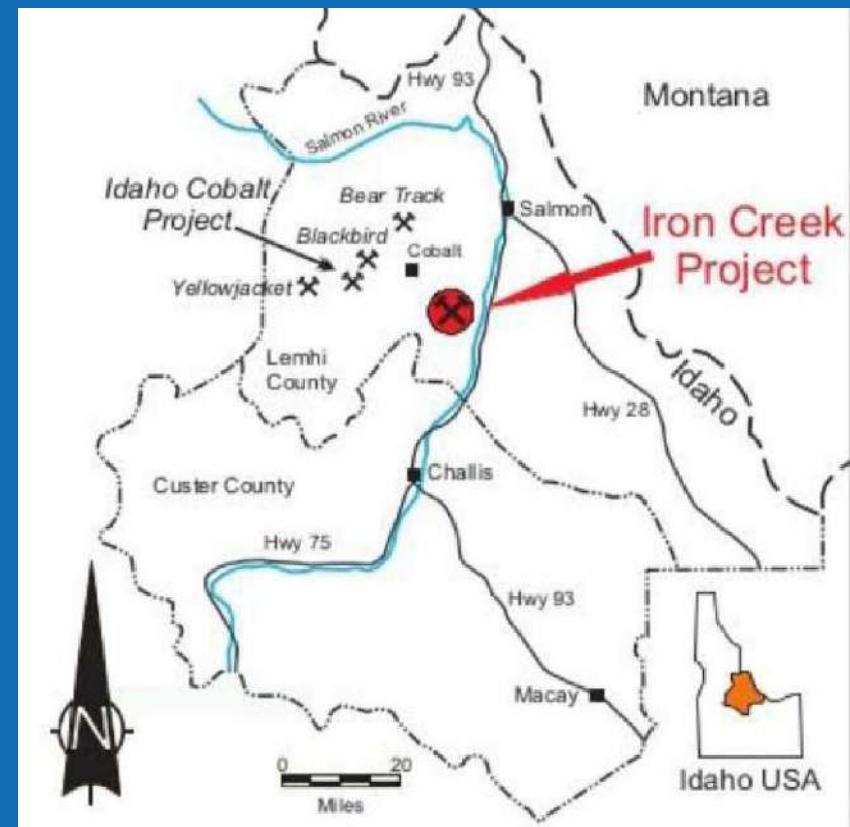 Hwy 93
Montana
Salmon River
Idaho Cobalt
Project
Bear Track
Salmon
Iron Creek
Project
Blackbird
Cobalt
Yellowjacket
Lemhi
County
Idaho
Hwy 28
Challis
Custer County
Hwy 75
Hwy 93
N
Macay
0 20
Miles
Idaho USA